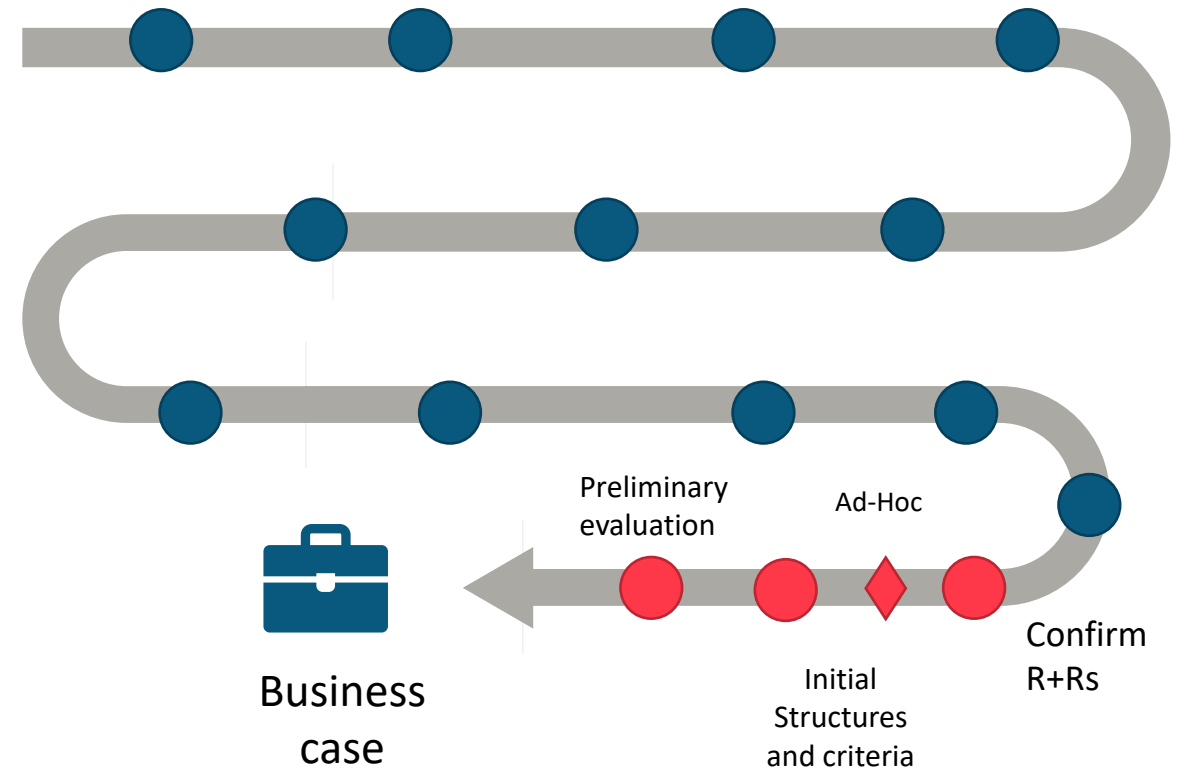 Preliminary
evaluation
Ad-Hoc
Confirm
R+Rs
Initial
Structures
and criteria
Business
case